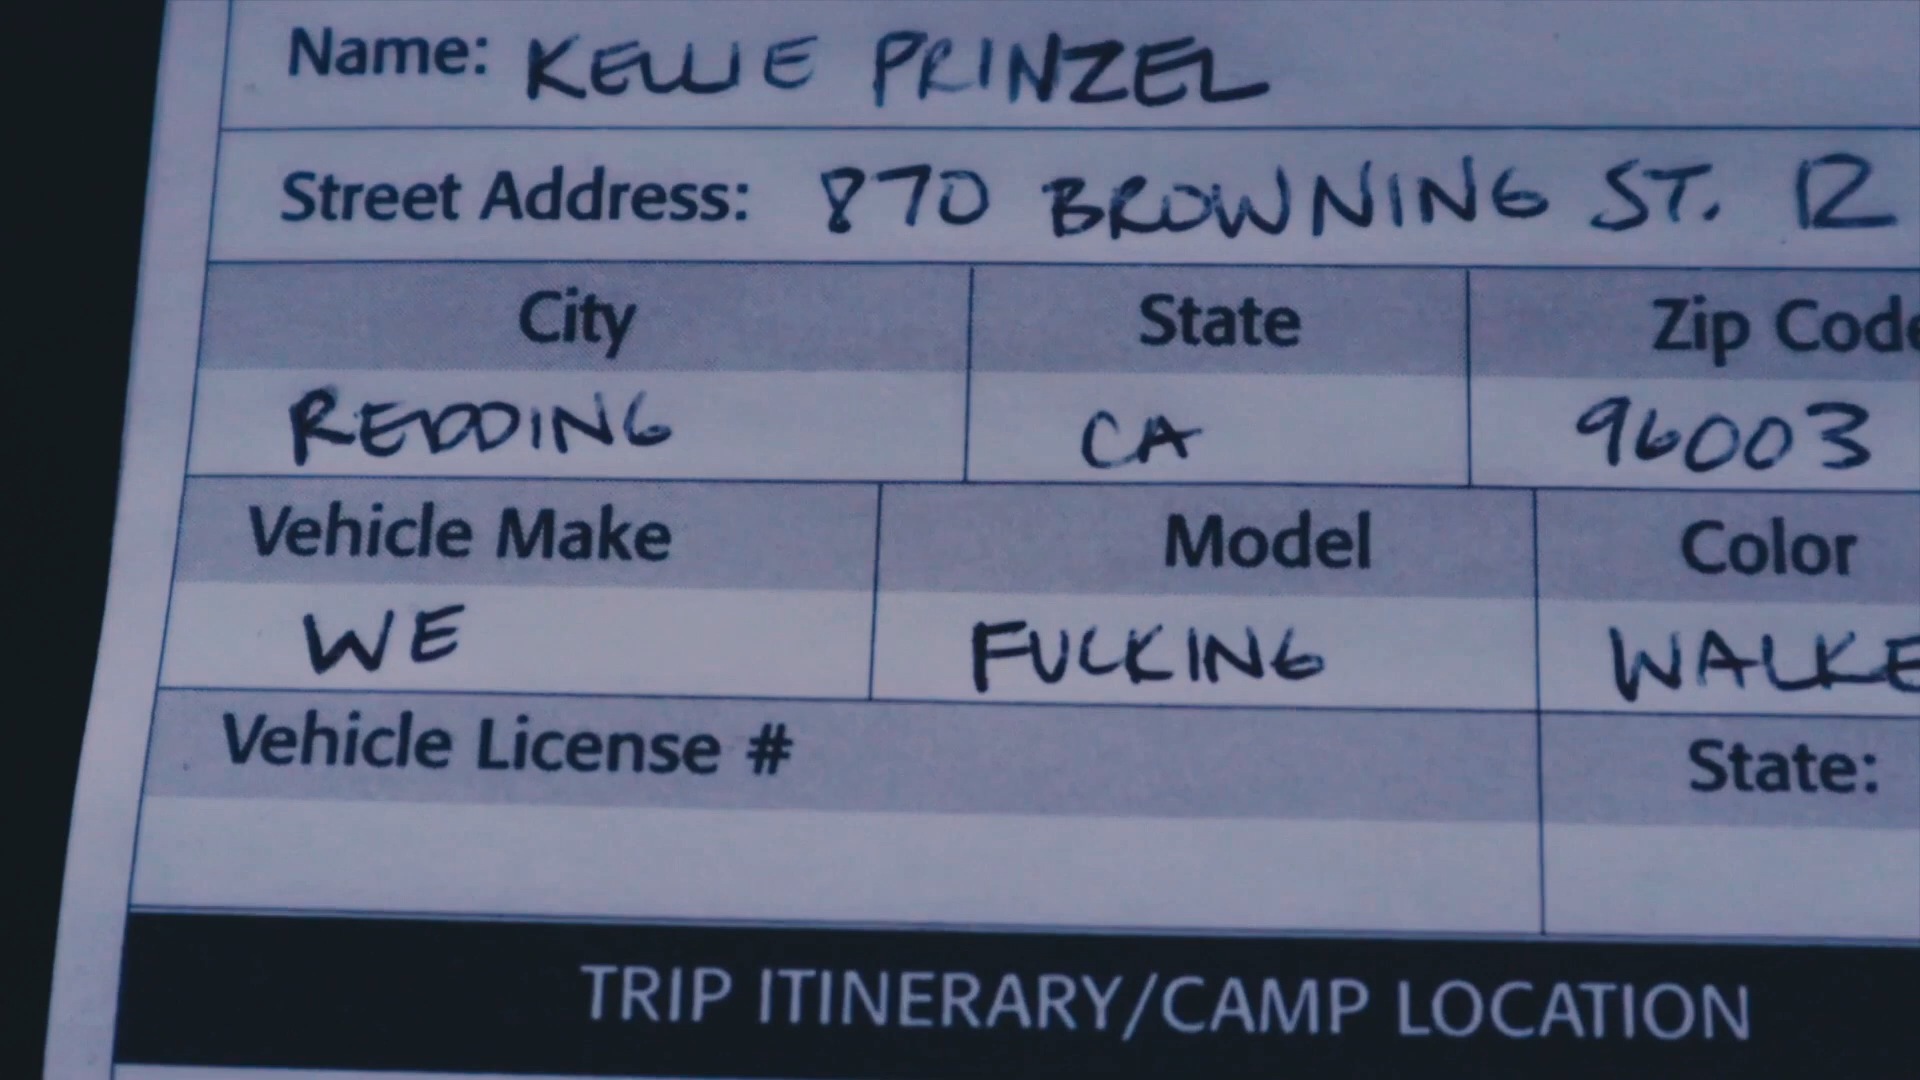 Name: KELLIE PRINZEL
Street Address: 870 BROWNING ST. 12
City State Zip Code
REDDING CA 96003
Vehicle Make Model Color
WE FUCKING WALKE
Vehicle License # State:
TRIP ITINERARY/CAMP LOCATION